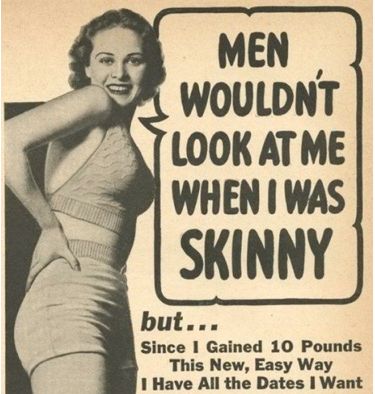 MEN
WOULDN'T
LOOK AT ME
WHEN I WAS
SKINNY
but...
Since I Gained 10 Pounds
This New, Easy Way
I Have All the Dates I Want